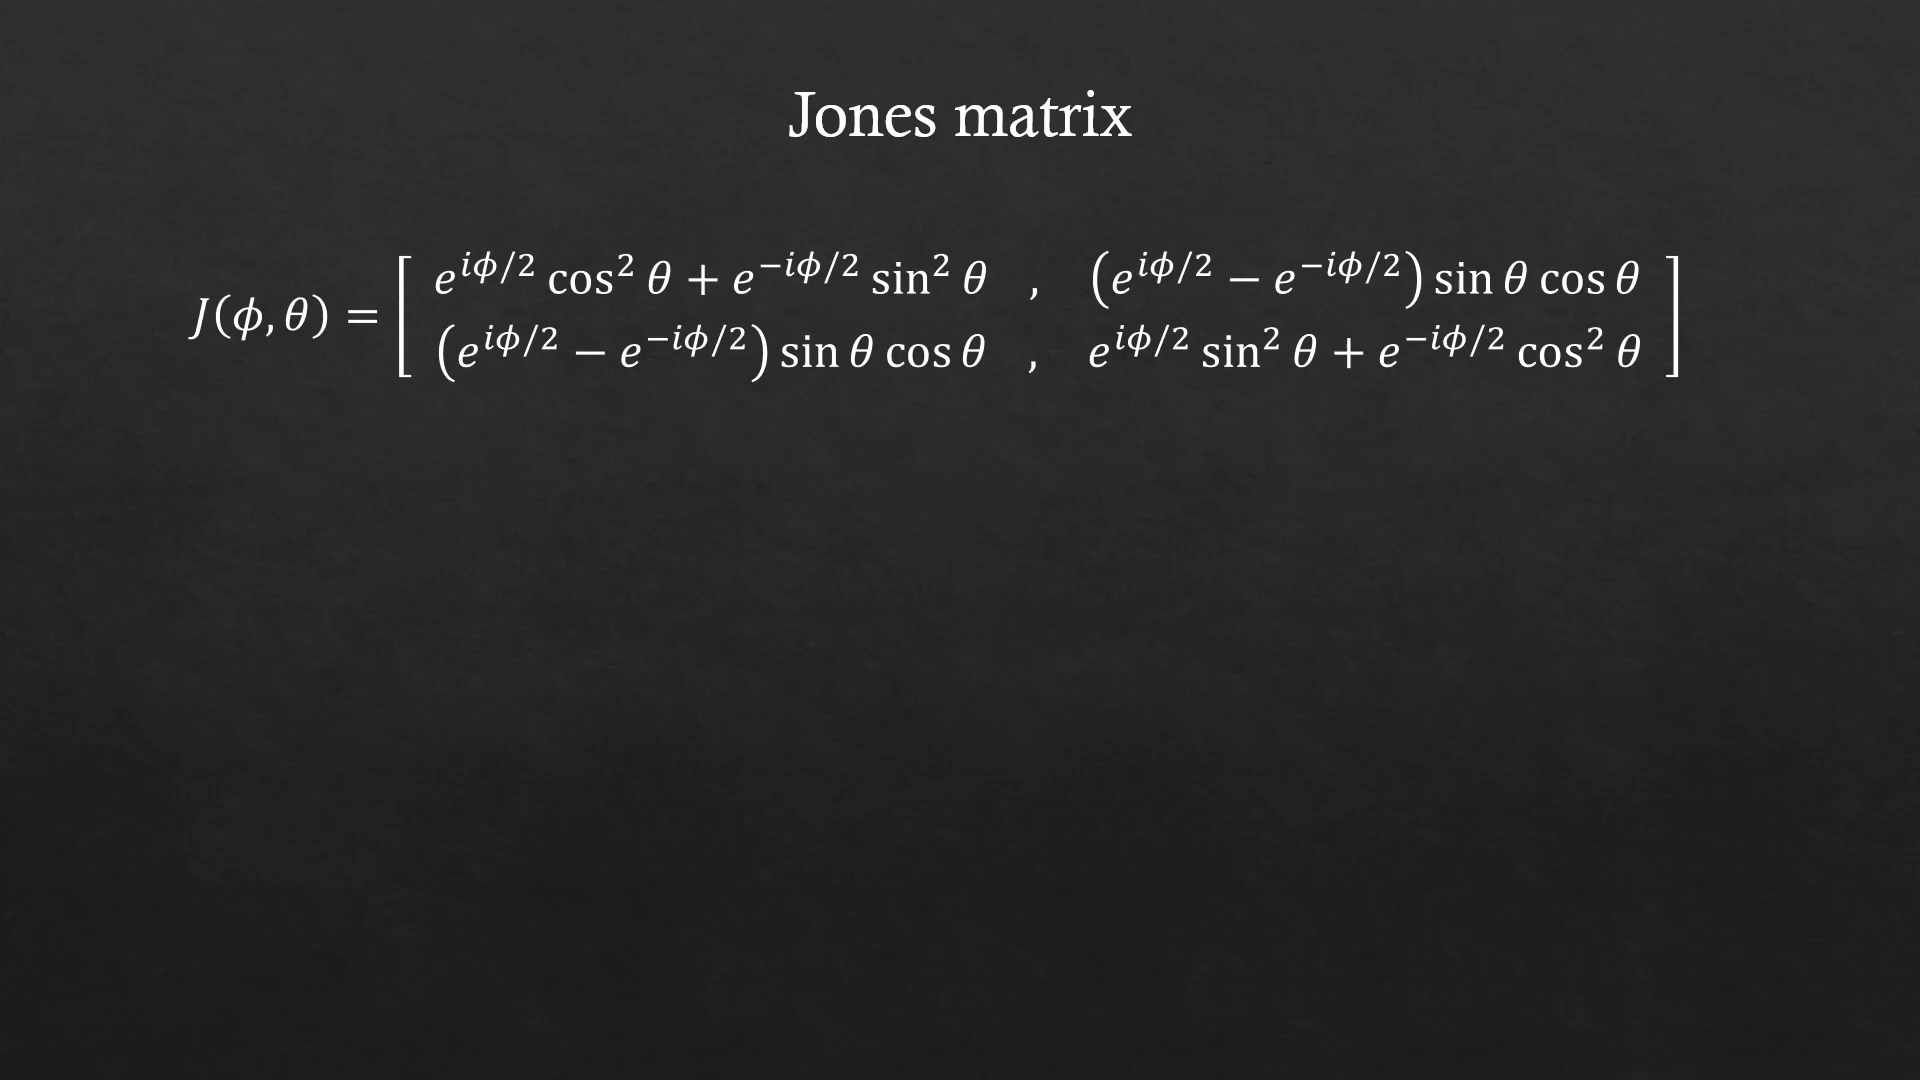 Jones matrix
J(ϕ, θ) = [ e^{iϕ/2} cos² θ + e^{−iϕ/2} sin² θ , (e^{iϕ/2} − e^{−iϕ/2}) sin θ cos θ
(e^{iϕ/2} − e^{−iϕ/2}) sin θ cos θ , e^{iϕ/2} sin² θ + e^{−iϕ/2} cos² θ ]